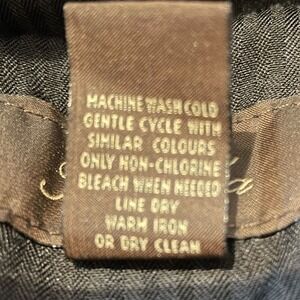 MACHINE WASH COLD
GENTLE CYCLE WITH
SIMILAR COLOURS
ONLY NON-CHLORINE
BLEACH WHEN NEEDED
LINE DRY
WARM IRON
OR DRY CLEAN